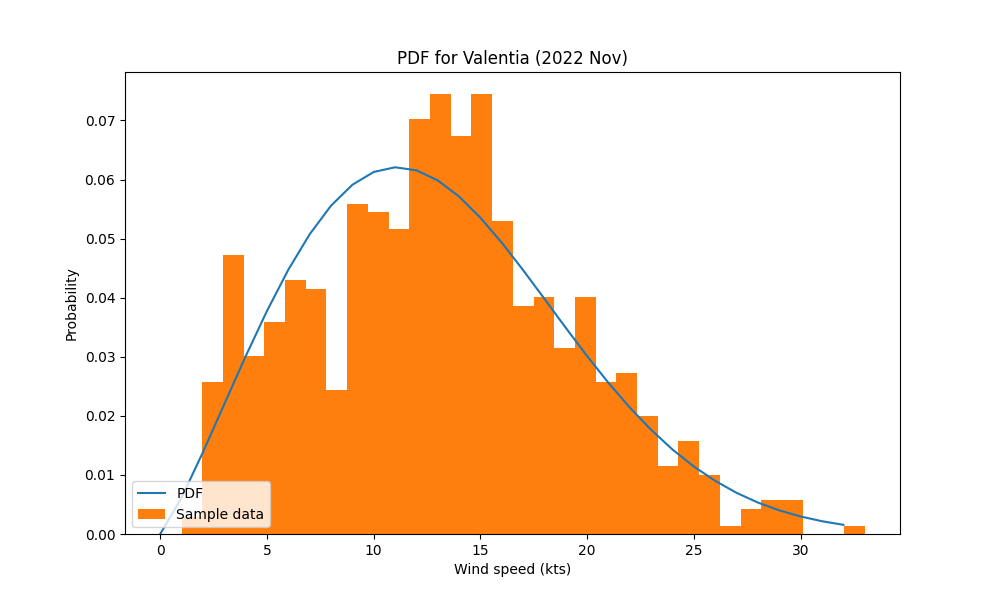 PDF for Valentia (2022 Nov)
0.07
0.06
0.05
0.04
0.03
0.02
0.01
0.00
Probability
PDF
Sample data
0 5 10 15 20 25 30
Wind speed (kts)